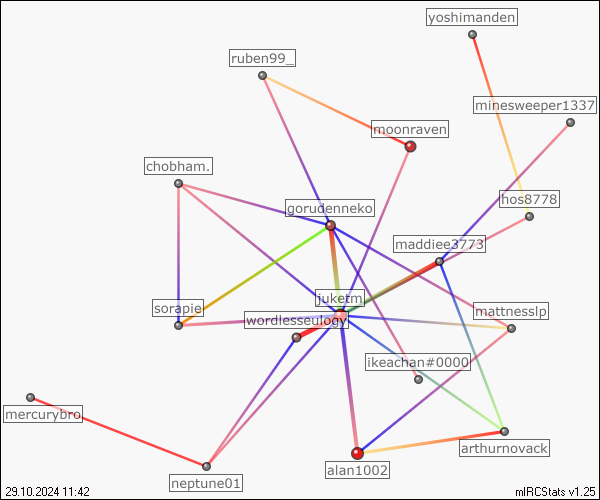 yoshimanden
ruben99_
minesweeper1337
moonraven
chobham.
hos8778
gorudenneko
maddiee3773
juketm
sorapie
mattnesslp
wordlesseulogy
ikeachan#0000
mercurybro
arthurnovack
alan1002
neptune01
29.10.2024 11:42
mIRCStats v1.25